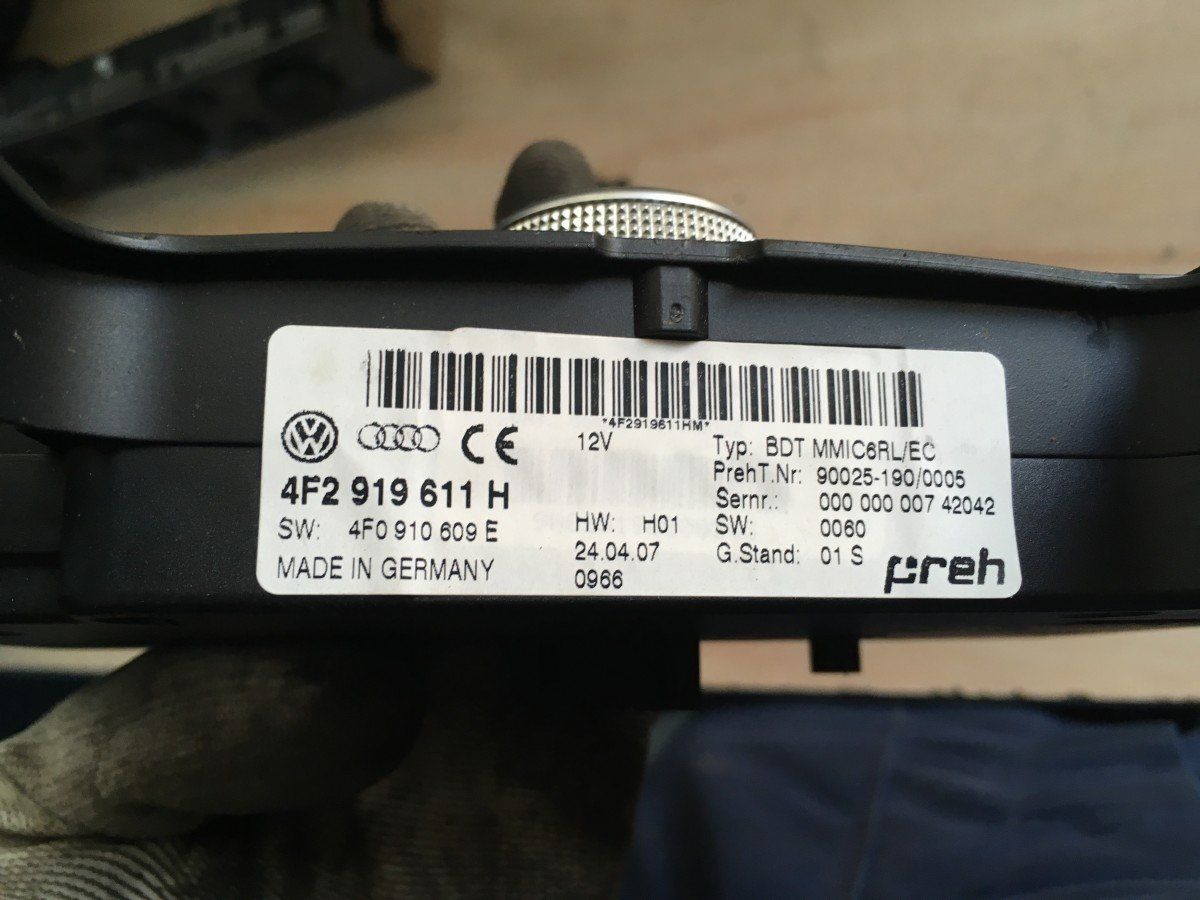 *4F2919611HM*
12V
Typ: BDT MMIC6RL/EC
PrehT.Nr: 90025-190/0005
4F2 919 611 H
Sernr.: 000 000 007 42042
SW: 4F0 910 609 E
HW: H01
SW: 0060
MADE IN GERMANY
24.04.07
G.Stand: 01 S
0966
preh